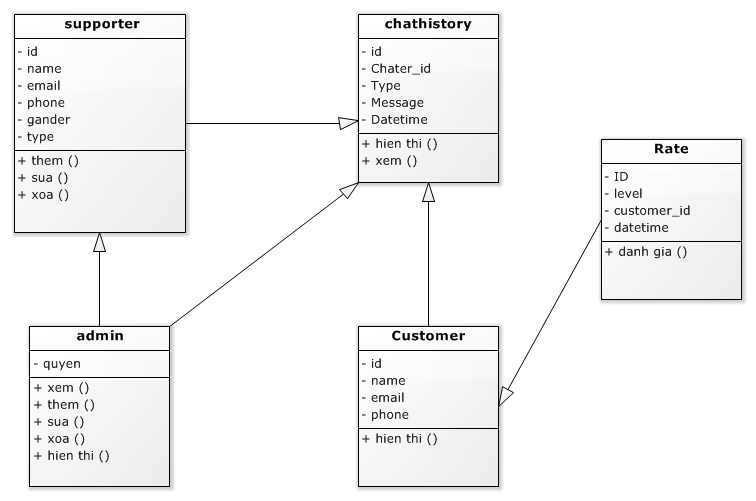 supporter
- id
- name
- email
- phone
- gander
- type
+ them ()
+ sua ()
+ xoa ()
chathistory
- id
- Chater_id
- Type
- Message
- Datetime
+ hien thi ()
+ xem ()
Rate
- ID
- level
- customer_id
- datetime
+ danh gia ()
admin
- quyen
+ xem ()
+ them ()
+ sua ()
+ xoa ()
+ hien thi ()
Customer
- id
- name
- email
- phone
+ hien thi ()